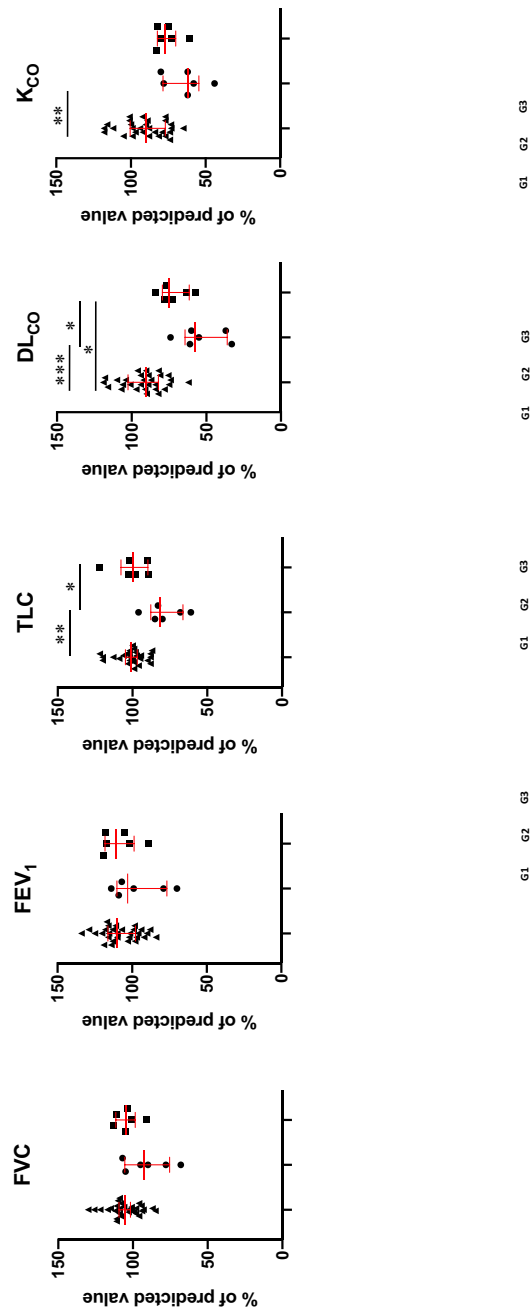 FVC
% of predicted value
150
100
50
0
FEV1
% of predicted value
150
100
50
0
G1 G2 G3
TLC
** *
% of predicted value
150
100
50
0
G1 G2 G3
DLCO
*** *
*
% of predicted value
150
100
50
0
G1 G2 G3
KCO
**
% of predicted value
150
100
50
0
G1 G2 G3